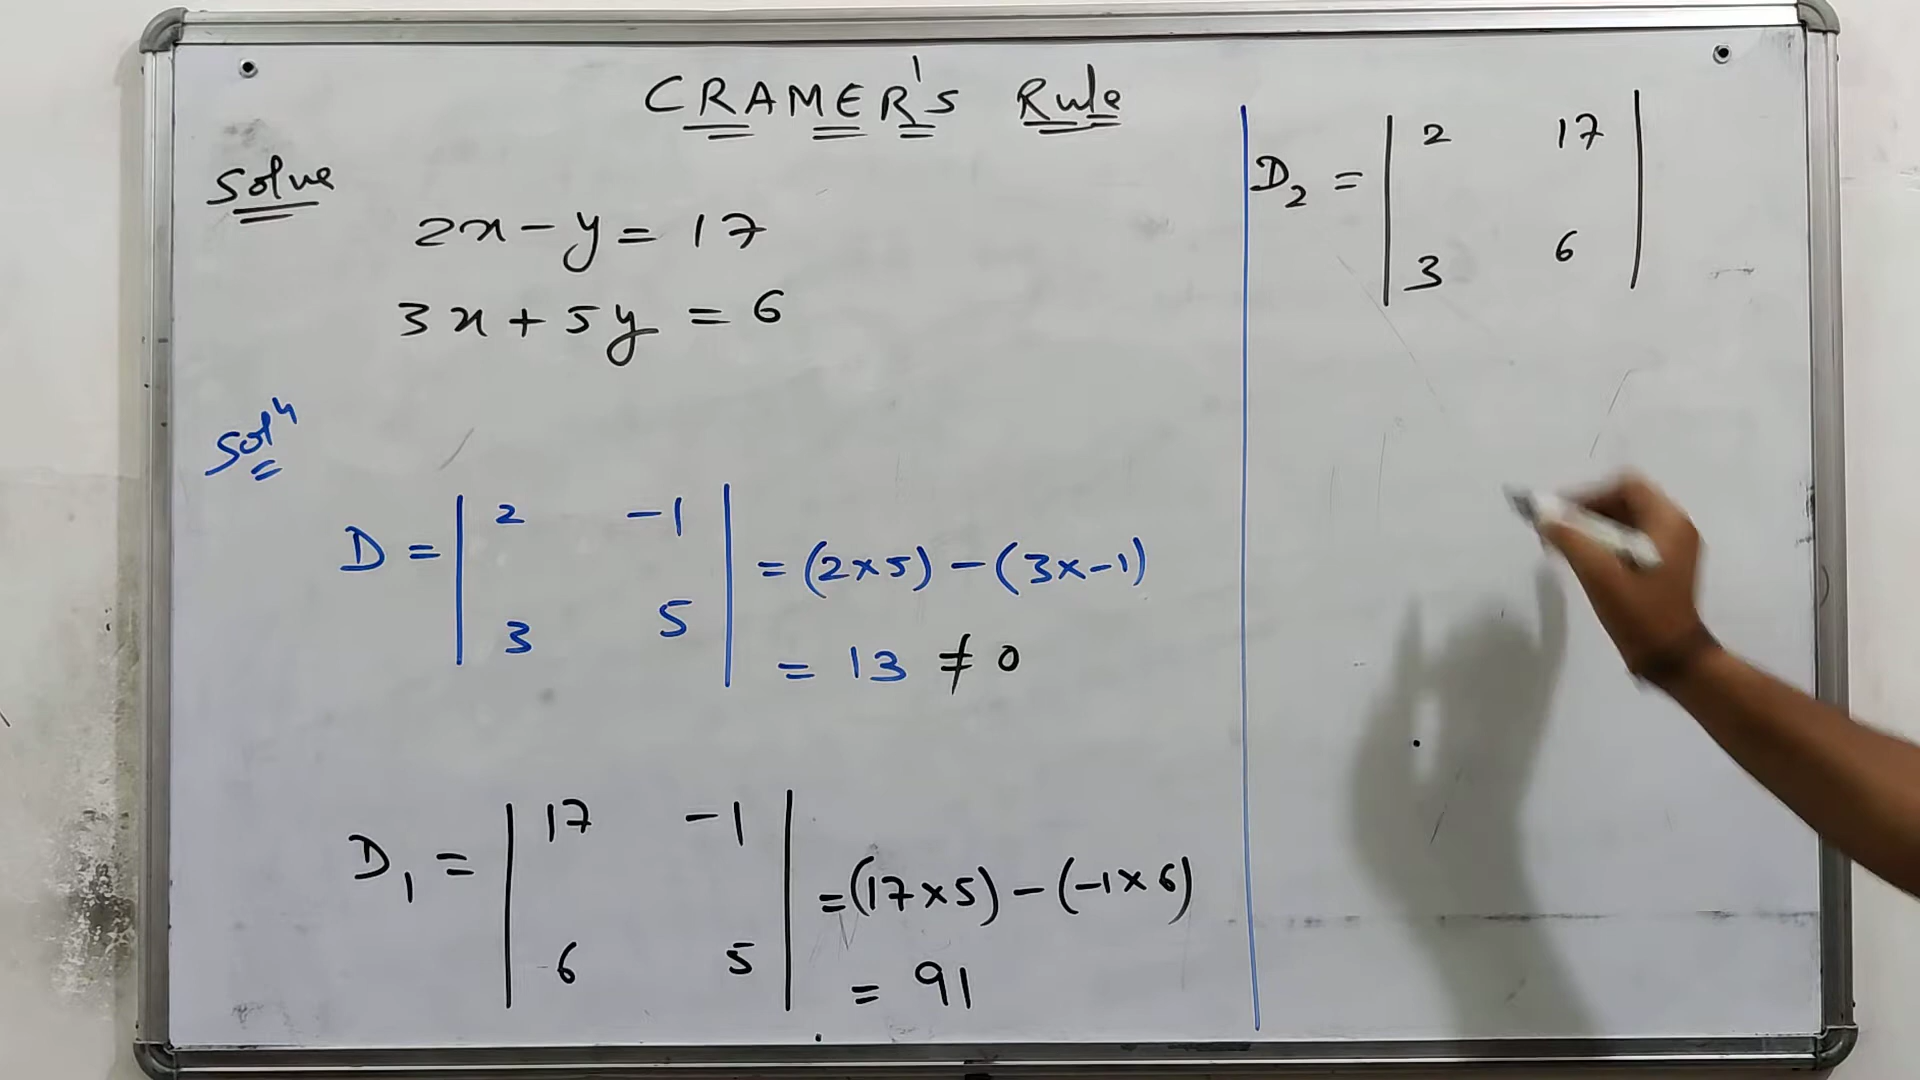 CRAMER's Rule
Solve
2x - y = 17
3x + 5y = 6
Solⁿ
D = | 2 -1 |
| 3 5 |
= (2×5) - (3×-1)
= 13 ≠ 0
D₁ = | 17 -1 |
| 6 5 |
= (17×5) - (-1×6)
= 91
D₂ = | 2 17 |
| 3 6 |